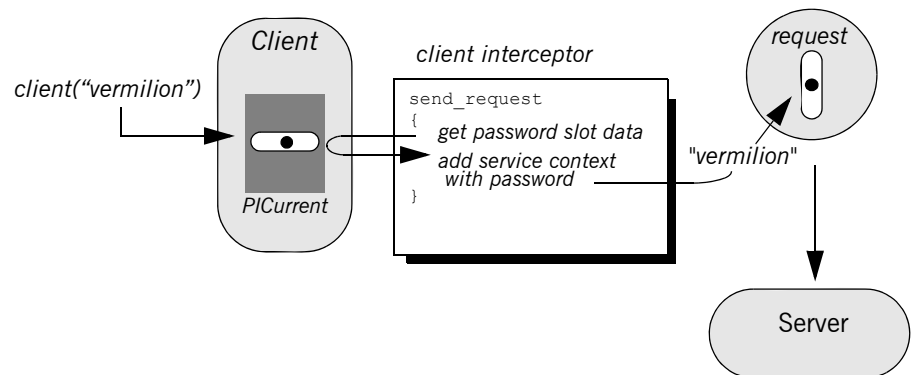 client(“vermilion”)
Client
PICurrent
client interceptor
send_request
{
get password slot data
add service context
with password
}
"vermilion"
request
Server